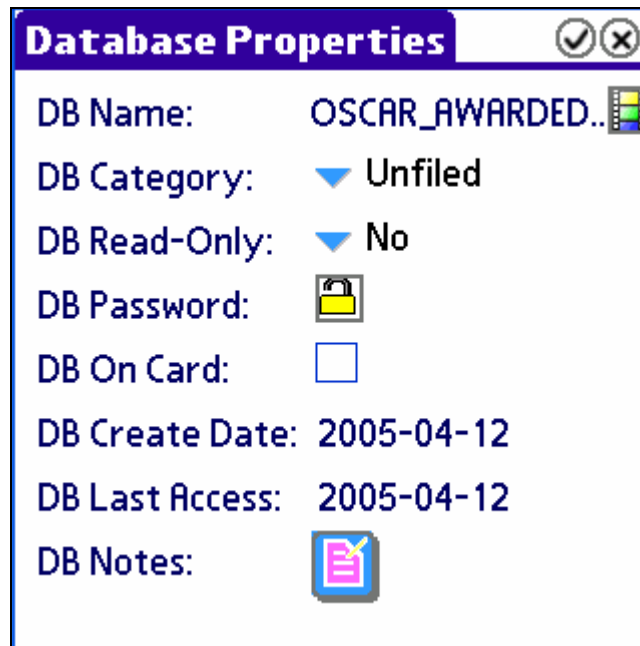 Database Properties
DB Name: OSCAR_AWARDED..
DB Category: Unfiled
DB Read-Only: No
DB Password:
DB On Card:
DB Create Date: 2005-04-12
DB Last Access: 2005-04-12
DB Notes: